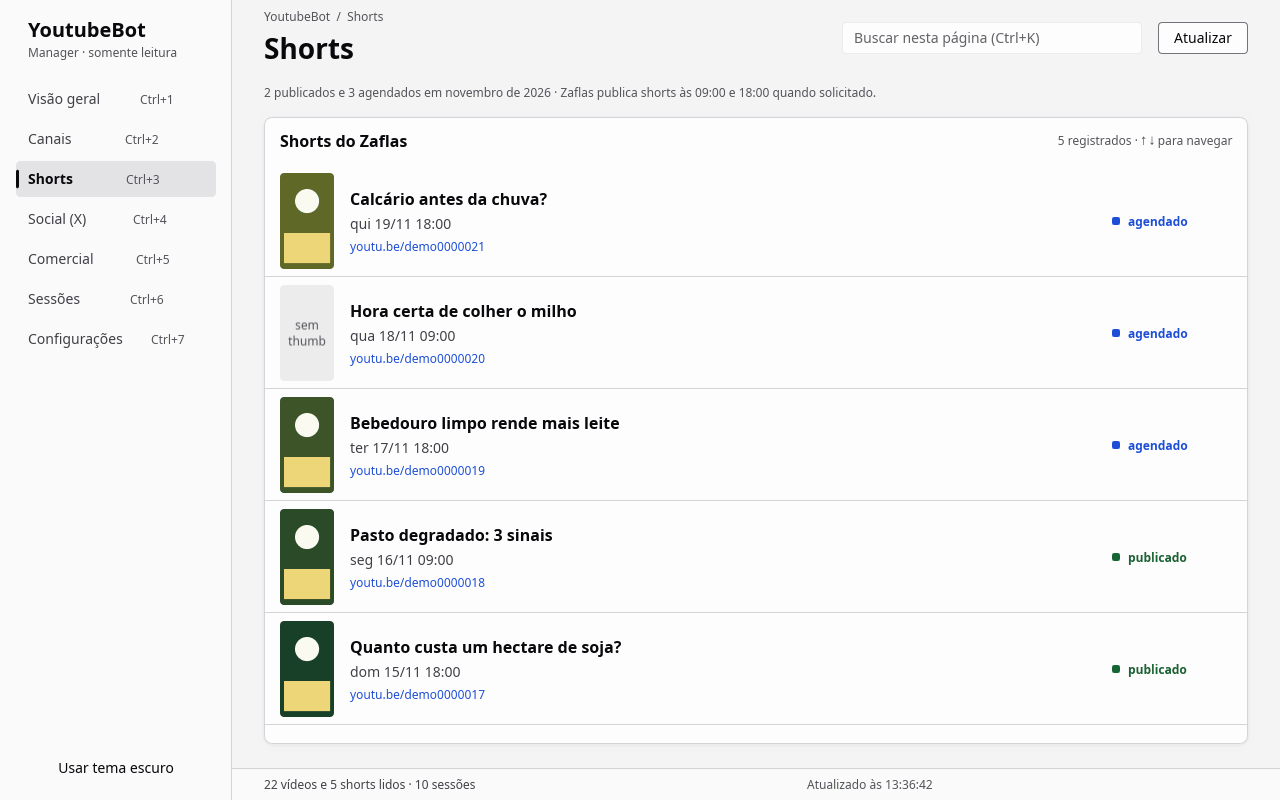 YoutubeBot
Manager · somente leitura
Visão geral Ctrl+1
Canais Ctrl+2
Shorts Ctrl+3
Social (X) Ctrl+4
Comercial Ctrl+5
Sessões Ctrl+6
Configurações Ctrl+7
Usar tema escuro
YoutubeBot / Shorts
Shorts
Buscar nesta página (Ctrl+K)
Atualizar
2 publicados e 3 agendados em novembro de 2026 · Zaflas publica shorts às 09:00 e 18:00 quando solicitado.
Shorts do Zaflas
5 registrados · ↑ ↓ para navegar
Calcário antes da chuva?
qui 19/11 18:00
youtu.be/demo0000021
agendado
sem
thumb
Hora certa de colher o milho
qua 18/11 09:00
youtu.be/demo0000020
agendado
Bebedouro limpo rende mais leite
ter 17/11 18:00
youtu.be/demo0000019
agendado
Pasto degradado: 3 sinais
seg 16/11 09:00
youtu.be/demo0000018
publicado
Quanto custa um hectare de soja?
dom 15/11 18:00
youtu.be/demo0000017
publicado
22 vídeos e 5 shorts lidos · 10 sessões
Atualizado às 13:36:42